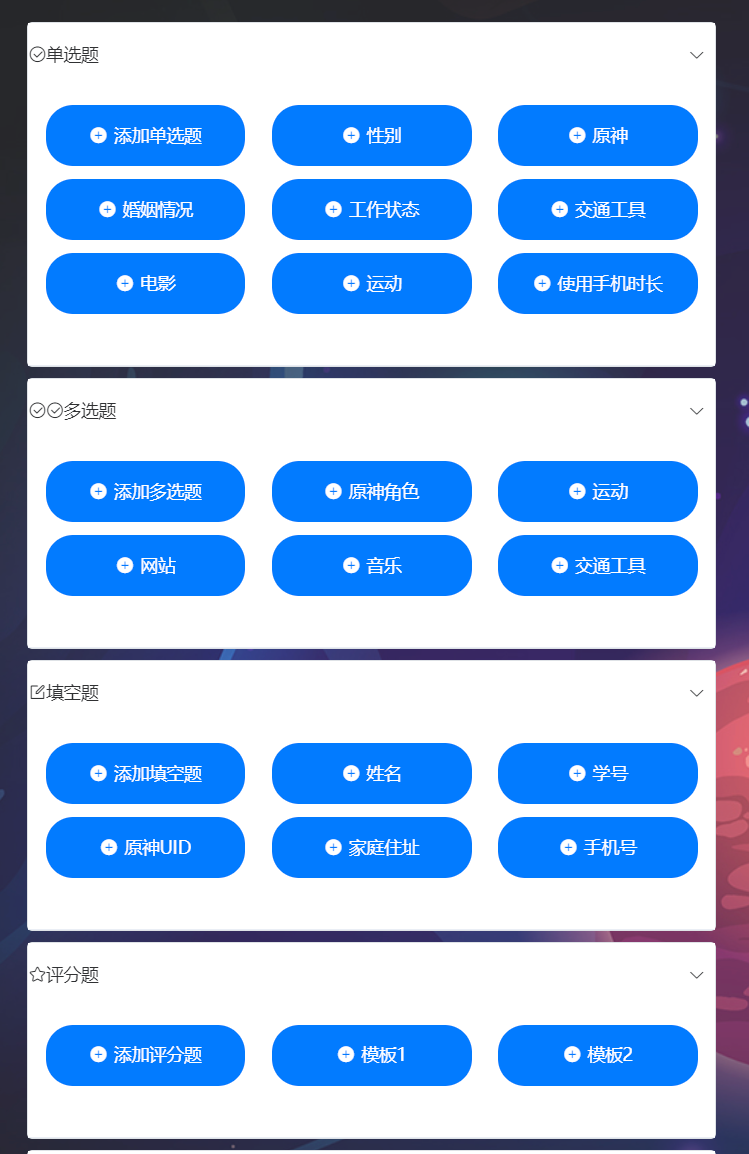 单选题
添加单选题 性别 原神
婚姻情况 工作状态 交通工具
电影 运动 使用手机时长
多选题
添加多选题 原神角色 运动
网站 音乐 交通工具
填空题
添加填空题 姓名 学号
原神UID 家庭住址 手机号
评分题
添加评分题 模板1 模板2